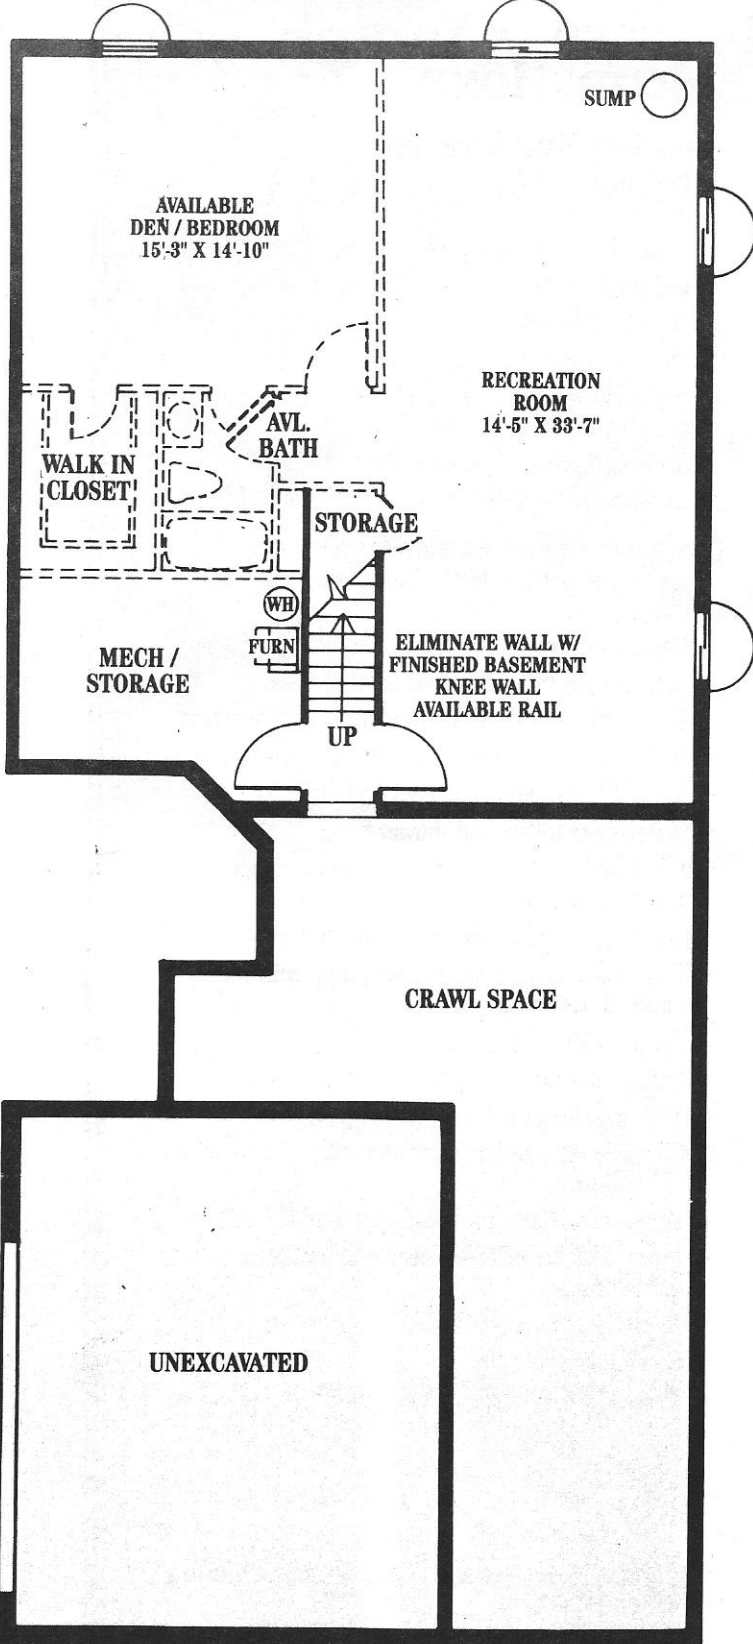 SUMP
AVAILABLE
DEN / BEDROOM
15'-3" X 14'-10"
RECREATION
ROOM
14'-5" X 33'-7"
AVL.
BATH
WALK IN
CLOSET
STORAGE
WH
FURN
MECH /
STORAGE
ELIMINATE WALL W/
FINISHED BASEMENT
KNEE WALL
AVAILABLE RAIL
UP
CRAWL SPACE
UNEXCAVATED